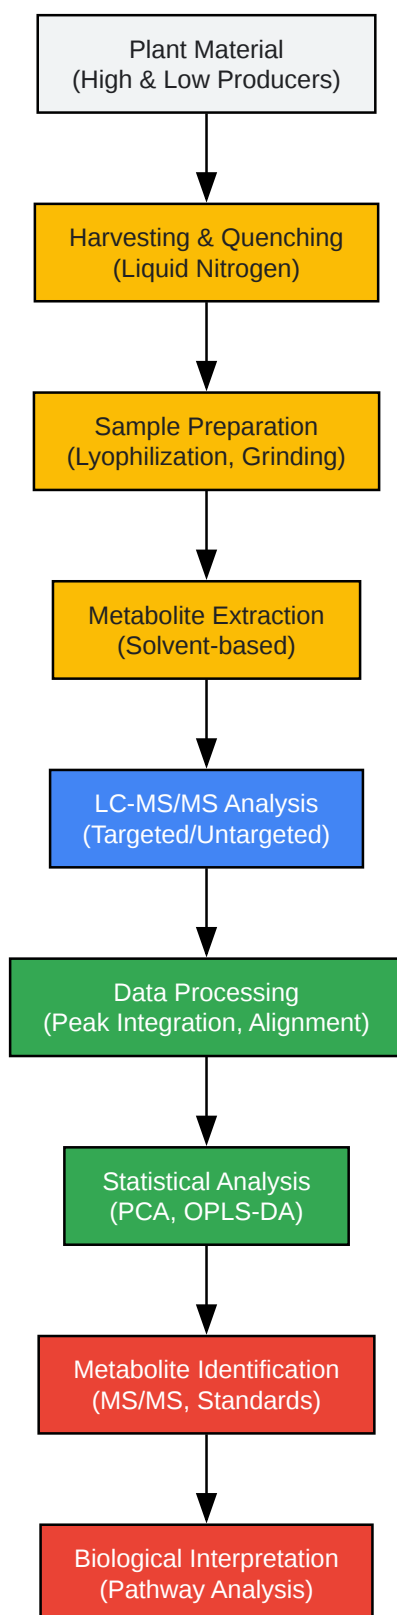 Plant Material
(High & Low Producers)
Harvesting & Quenching
(Liquid Nitrogen)
Sample Preparation
(Lyophilization, Grinding)
Metabolite Extraction
(Solvent-based)
LC-MS/MS Analysis
(Targeted/Untargeted)
Data Processing
(Peak Integration, Alignment)
Statistical Analysis
(PCA, OPLS-DA)
Metabolite Identification
(MS/MS, Standards)
Biological Interpretation
(Pathway Analysis)